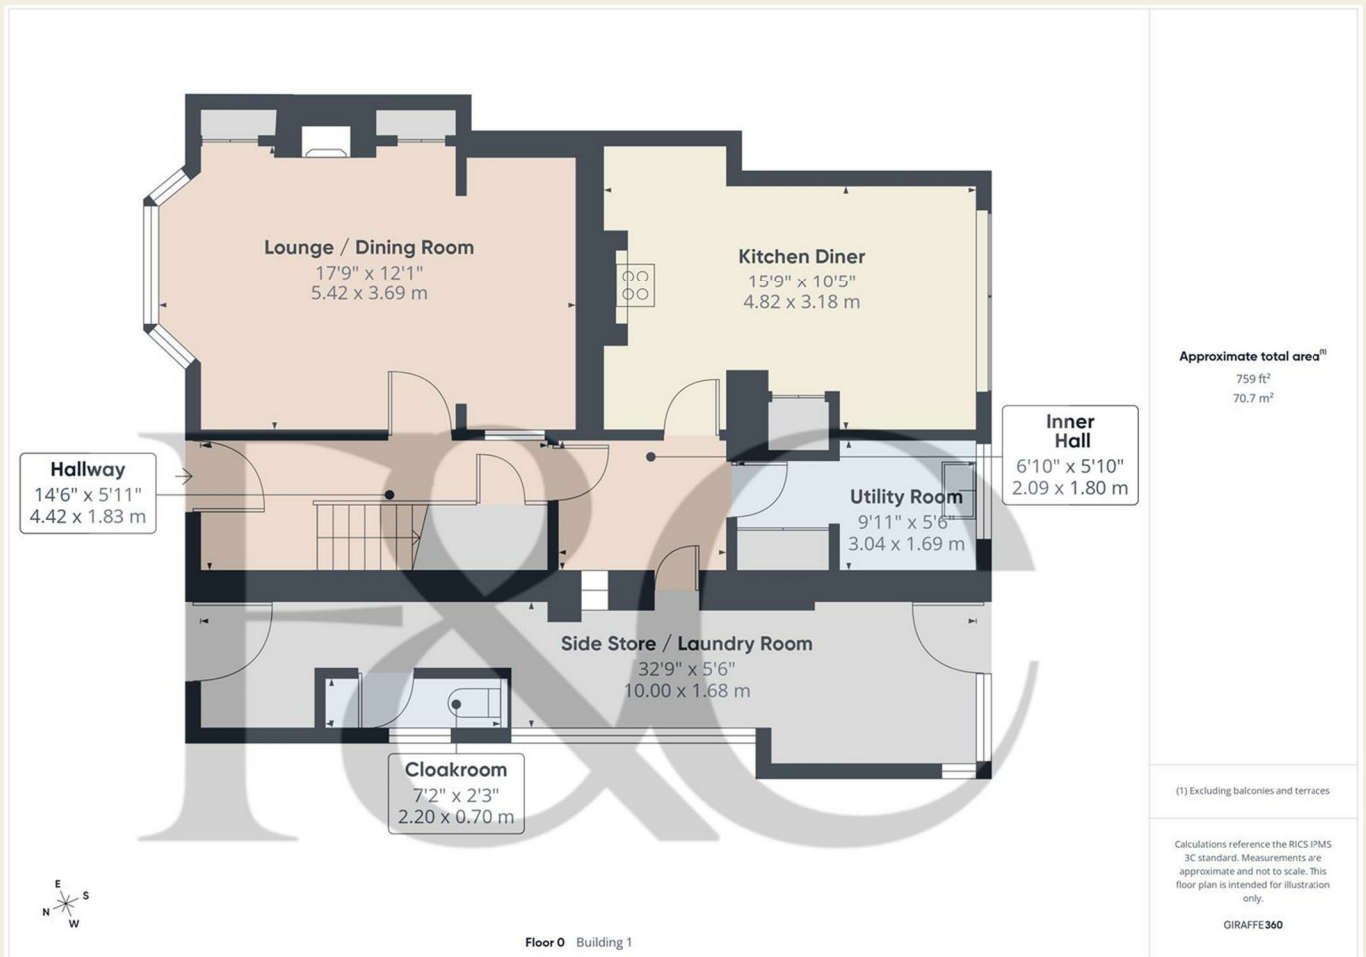 Lounge / Dining Room
17'9" x 12'1"
5.42 x 3.69 m
Kitchen Diner
15'9" x 10'5"
4.82 x 3.18 m
Hallway
14'6" x 5'11"
4.42 x 1.83 m
Inner
Hall
6'10" x 5'10"
2.09 x 1.80 m
Utility Room
9'11" x 5'6"
3.04 x 1.69 m
Side Store / Laundry Room
32'9" x 5'6"
10.00 x 1.68 m
Cloakroom
7'2" x 2'3"
2.20 x 0.70 m
F&C
E
S
N
W
Floor 0 Building 1
Approximate total area(1)
759 ft²
70.7 m²
(1) Excluding balconies and terraces
Calculations reference the RICS IPMS
3C standard. Measurements are
approximate and not to scale. This
floor plan is intended for illustration
only.
GIRAFFE360